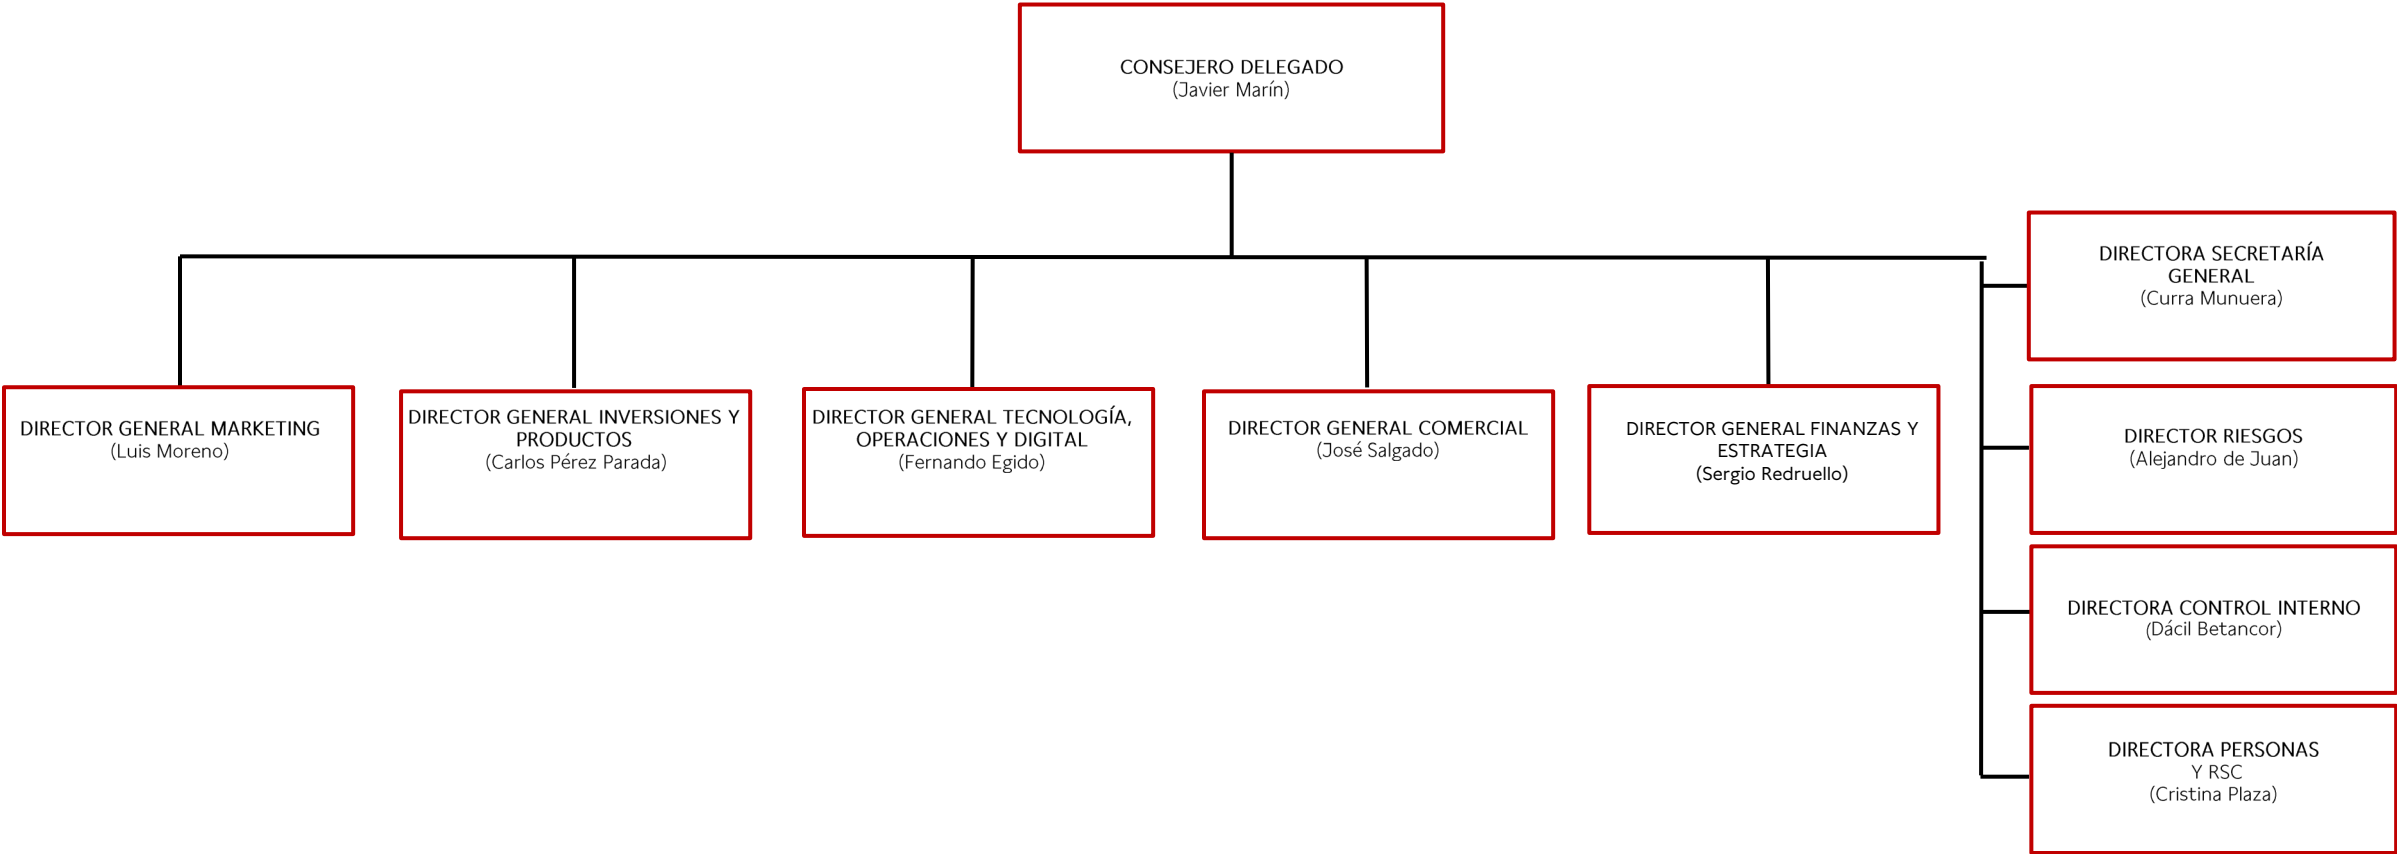 CONSEJERO DELEGADO
(Javier Marín)
DIRECTORA SECRETARÍA
GENERAL
(Curra Munuera)
DIRECTOR GENERAL MARKETING
(Luis Moreno)
DIRECTOR GENERAL INVERSIONES Y
PRODUCTOS
(Carlos Pérez Parada)
DIRECTOR GENERAL TECNOLOGÍA,
OPERACIONES Y DIGITAL
(Fernando Egido)
DIRECTOR GENERAL COMERCIAL
(José Salgado)
DIRECTOR GENERAL FINANZAS Y
ESTRATEGIA
(Sergio Redruello)
DIRECTOR RIESGOS
(Alejandro de Juan)
DIRECTORA CONTROL INTERNO
(Dácil Betancor)
DIRECTORA PERSONAS
Y RSC
(Cristina Plaza)